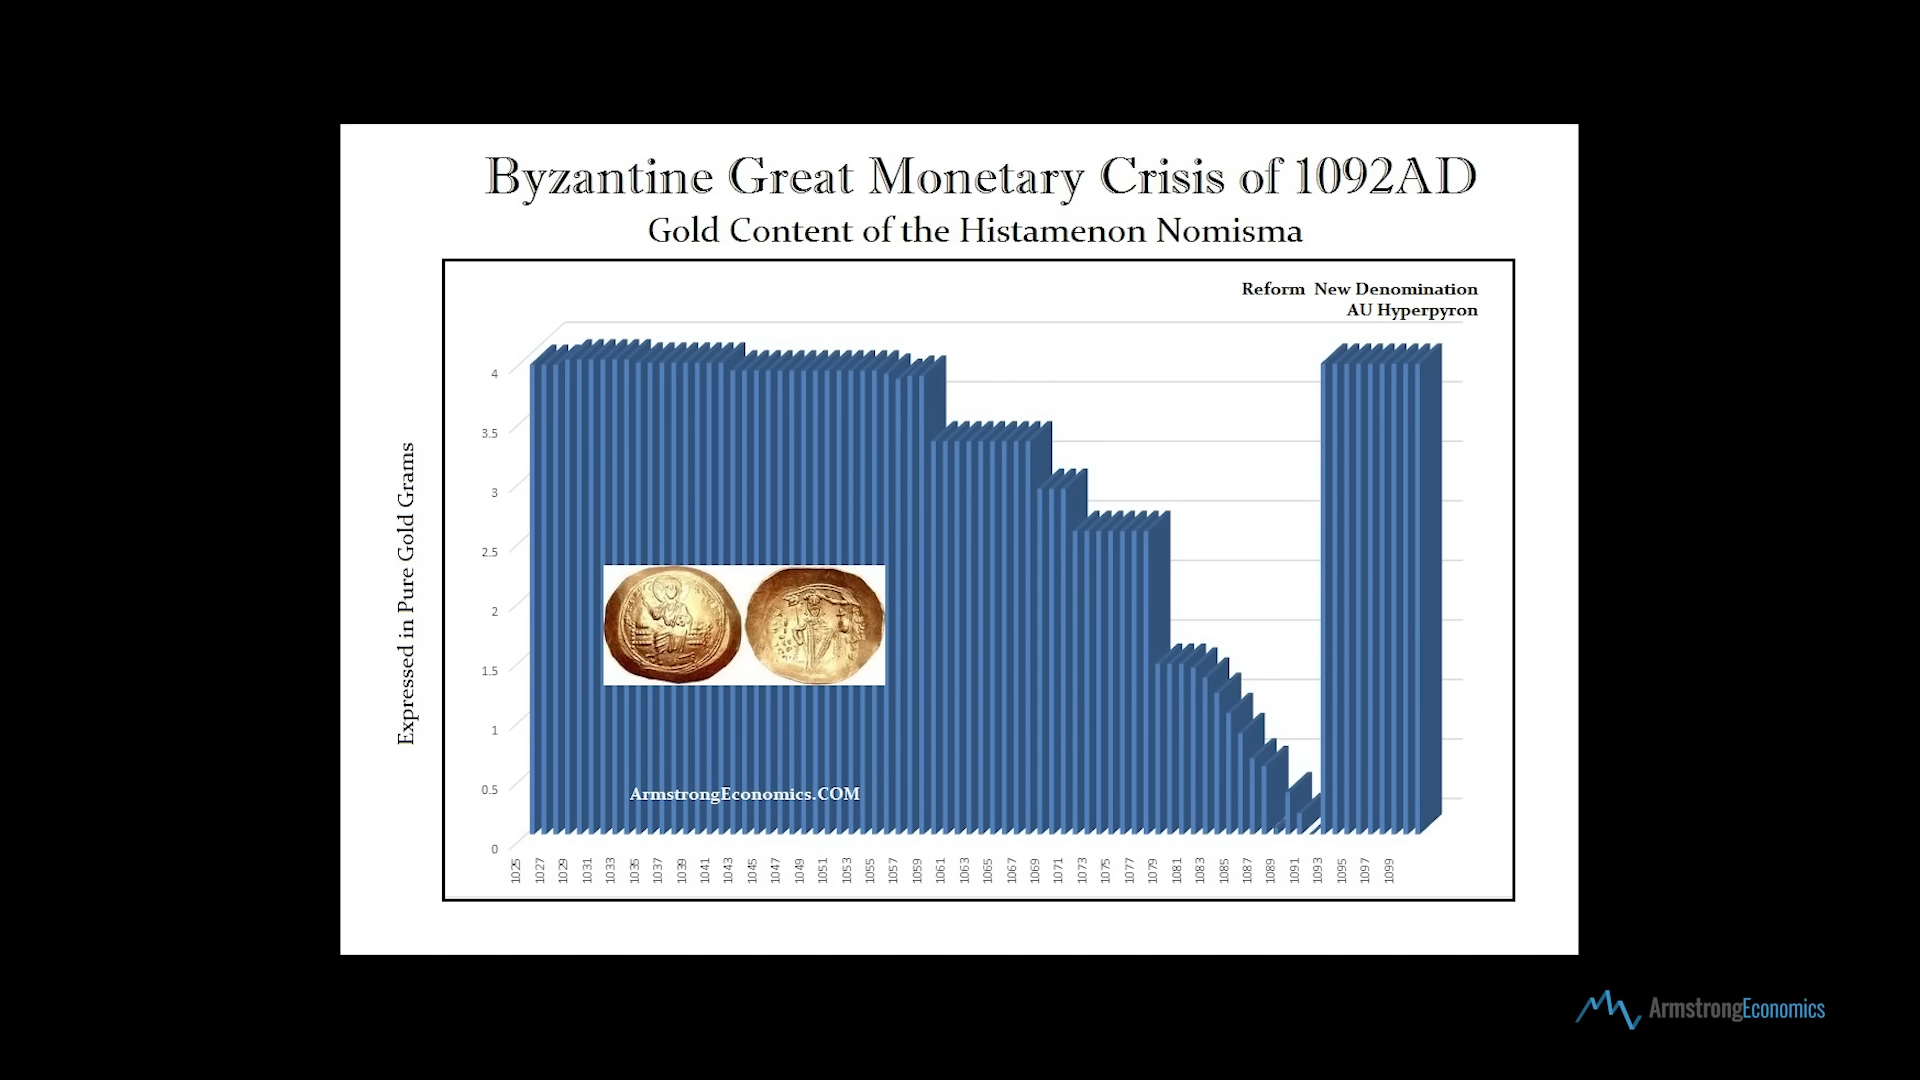 Byzantine Great Monetary Crisis of 1092AD
Gold Content of the Histamenon Nomisma
Reform New Denomination
AU Hyperpyron
Expressed in Pure Gold Grams
4
3.5
3
2.5
2
1.5
1
0.5
0
ArmstrongEconomics.COM
1025 1027 1029 1031 1033 1035 1037 1039 1041 1043 1045 1047 1049 1051 1053 1055 1057 1059 1061 1063 1065 1067 1069 1071 1073 1075 1077 1079 1081 1083 1085 1087 1089 1091 1093 1095 1097 1099
ArmstrongEconomics